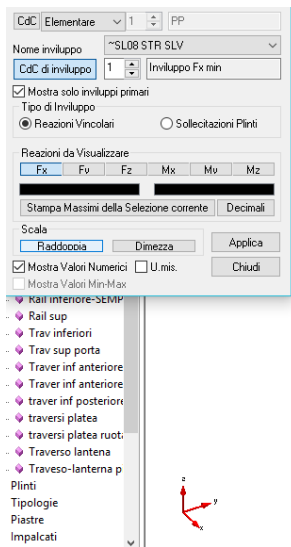 CdC Elementare 1 PP
Nome inviluppo ~SL08 STR SLV
CdC di inviluppo 1 Inviluppo Fx min
Mostra solo inviluppi primari
Tipo di Inviluppo
Reazioni Vincolari Sollecitazioni Plinti
Reazioni da Visualizzare
Fx Fy Fz Mx My Mz
Stampa Massimi della Selezione corrente Decimali
Scala
Raddoppia Dimezza Applica
Mostra Valori Numerici U.mis. Chiudi
Mostra Valori Min-Max
Rail inferiore-SEMP
Rail sup
Trav inferiori
Trav sup porta
Traver inf anteriore
Traver inf anteriore
traver inf posteriore
traversi platea
traversi platea ruota
Traverso lantena
Traveso-lanterna p
Plinti
Tipologie
Piastre
Impalcati
z
y
x